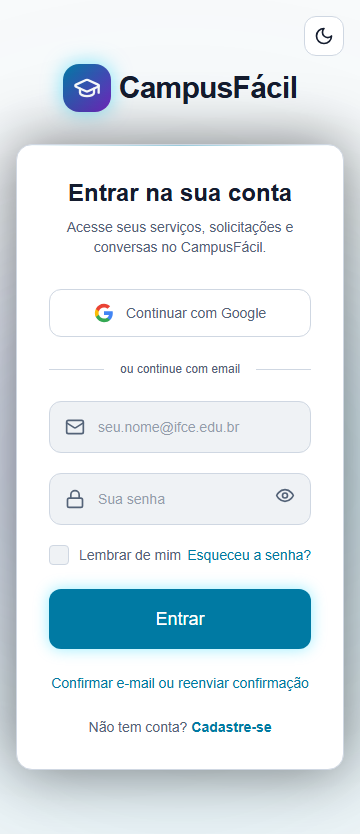 CampusFácil
Entrar na sua conta
Acesse seus serviços, solicitações e
conversas no CampusFácil.
Continuar com Google
ou continue com email
seu.nome@ifce.edu.br
Sua senha
Lembrar de mim Esqueceu a senha?
Entrar
Confirmar e-mail ou reenviar confirmação
Não tem conta? Cadastre-se